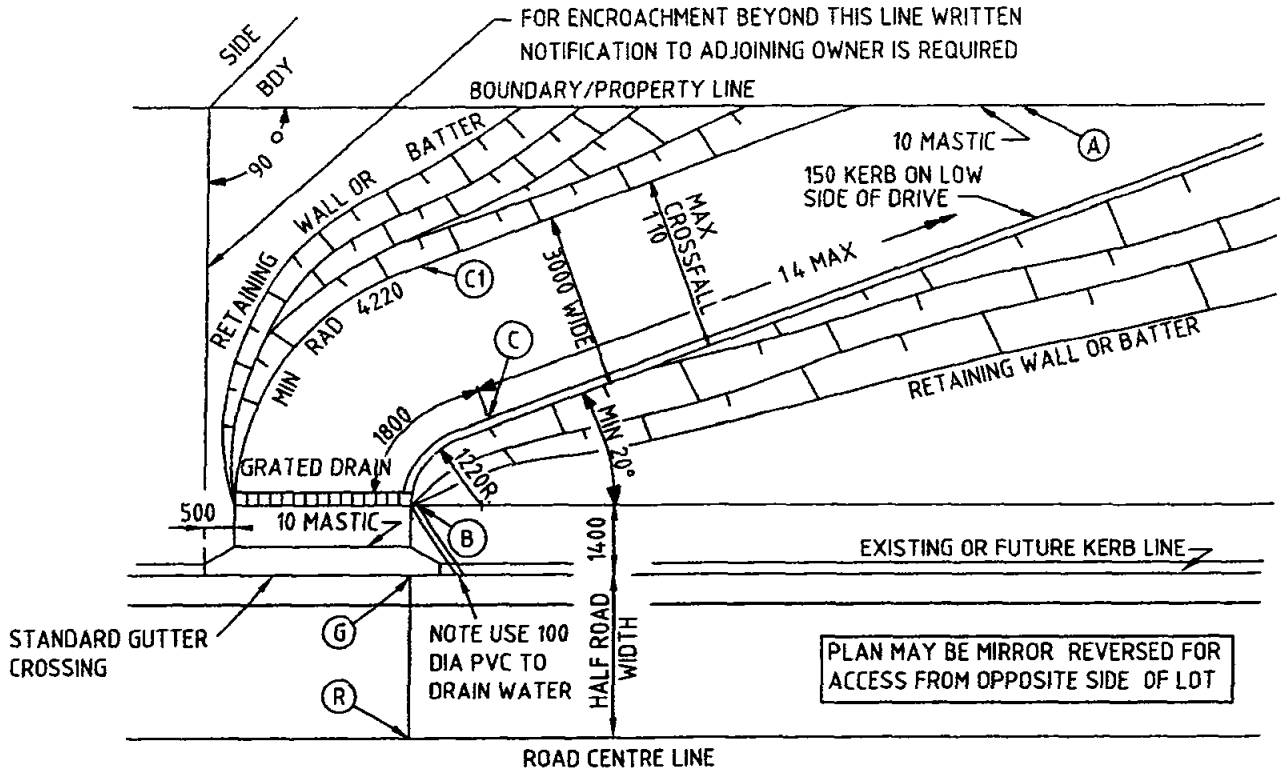 FOR ENCROACHMENT BEYOND THIS LINE WRITTEN
NOTIFICATION TO ADJOINING OWNER IS REQUIRED
SIDE
BDY
BOUNDARY/PROPERTY LINE
90°
RETAINING WALL OR BATTER
10 MASTIC
A
150 KERB ON LOW
SIDE OF DRIVE
MAX
CROSSFALL
1 10
3000 WIDE
1 4 MAX
C1
MIN RAD 4220
C
RETAINING WALL OR BATTER
1800
MIN 20°
1220R.
GRATED DRAIN
500
10 MASTIC
B
1400
EXISTING OR FUTURE KERB LINE
STANDARD GUTTER
CROSSING
G
NOTE USE 100
DIA PVC TO
DRAIN WATER
HALF ROAD
WIDTH
PLAN MAY BE MIRROR REVERSED FOR
ACCESS FROM OPPOSITE SIDE OF LOT
R
ROAD CENTRE LINE